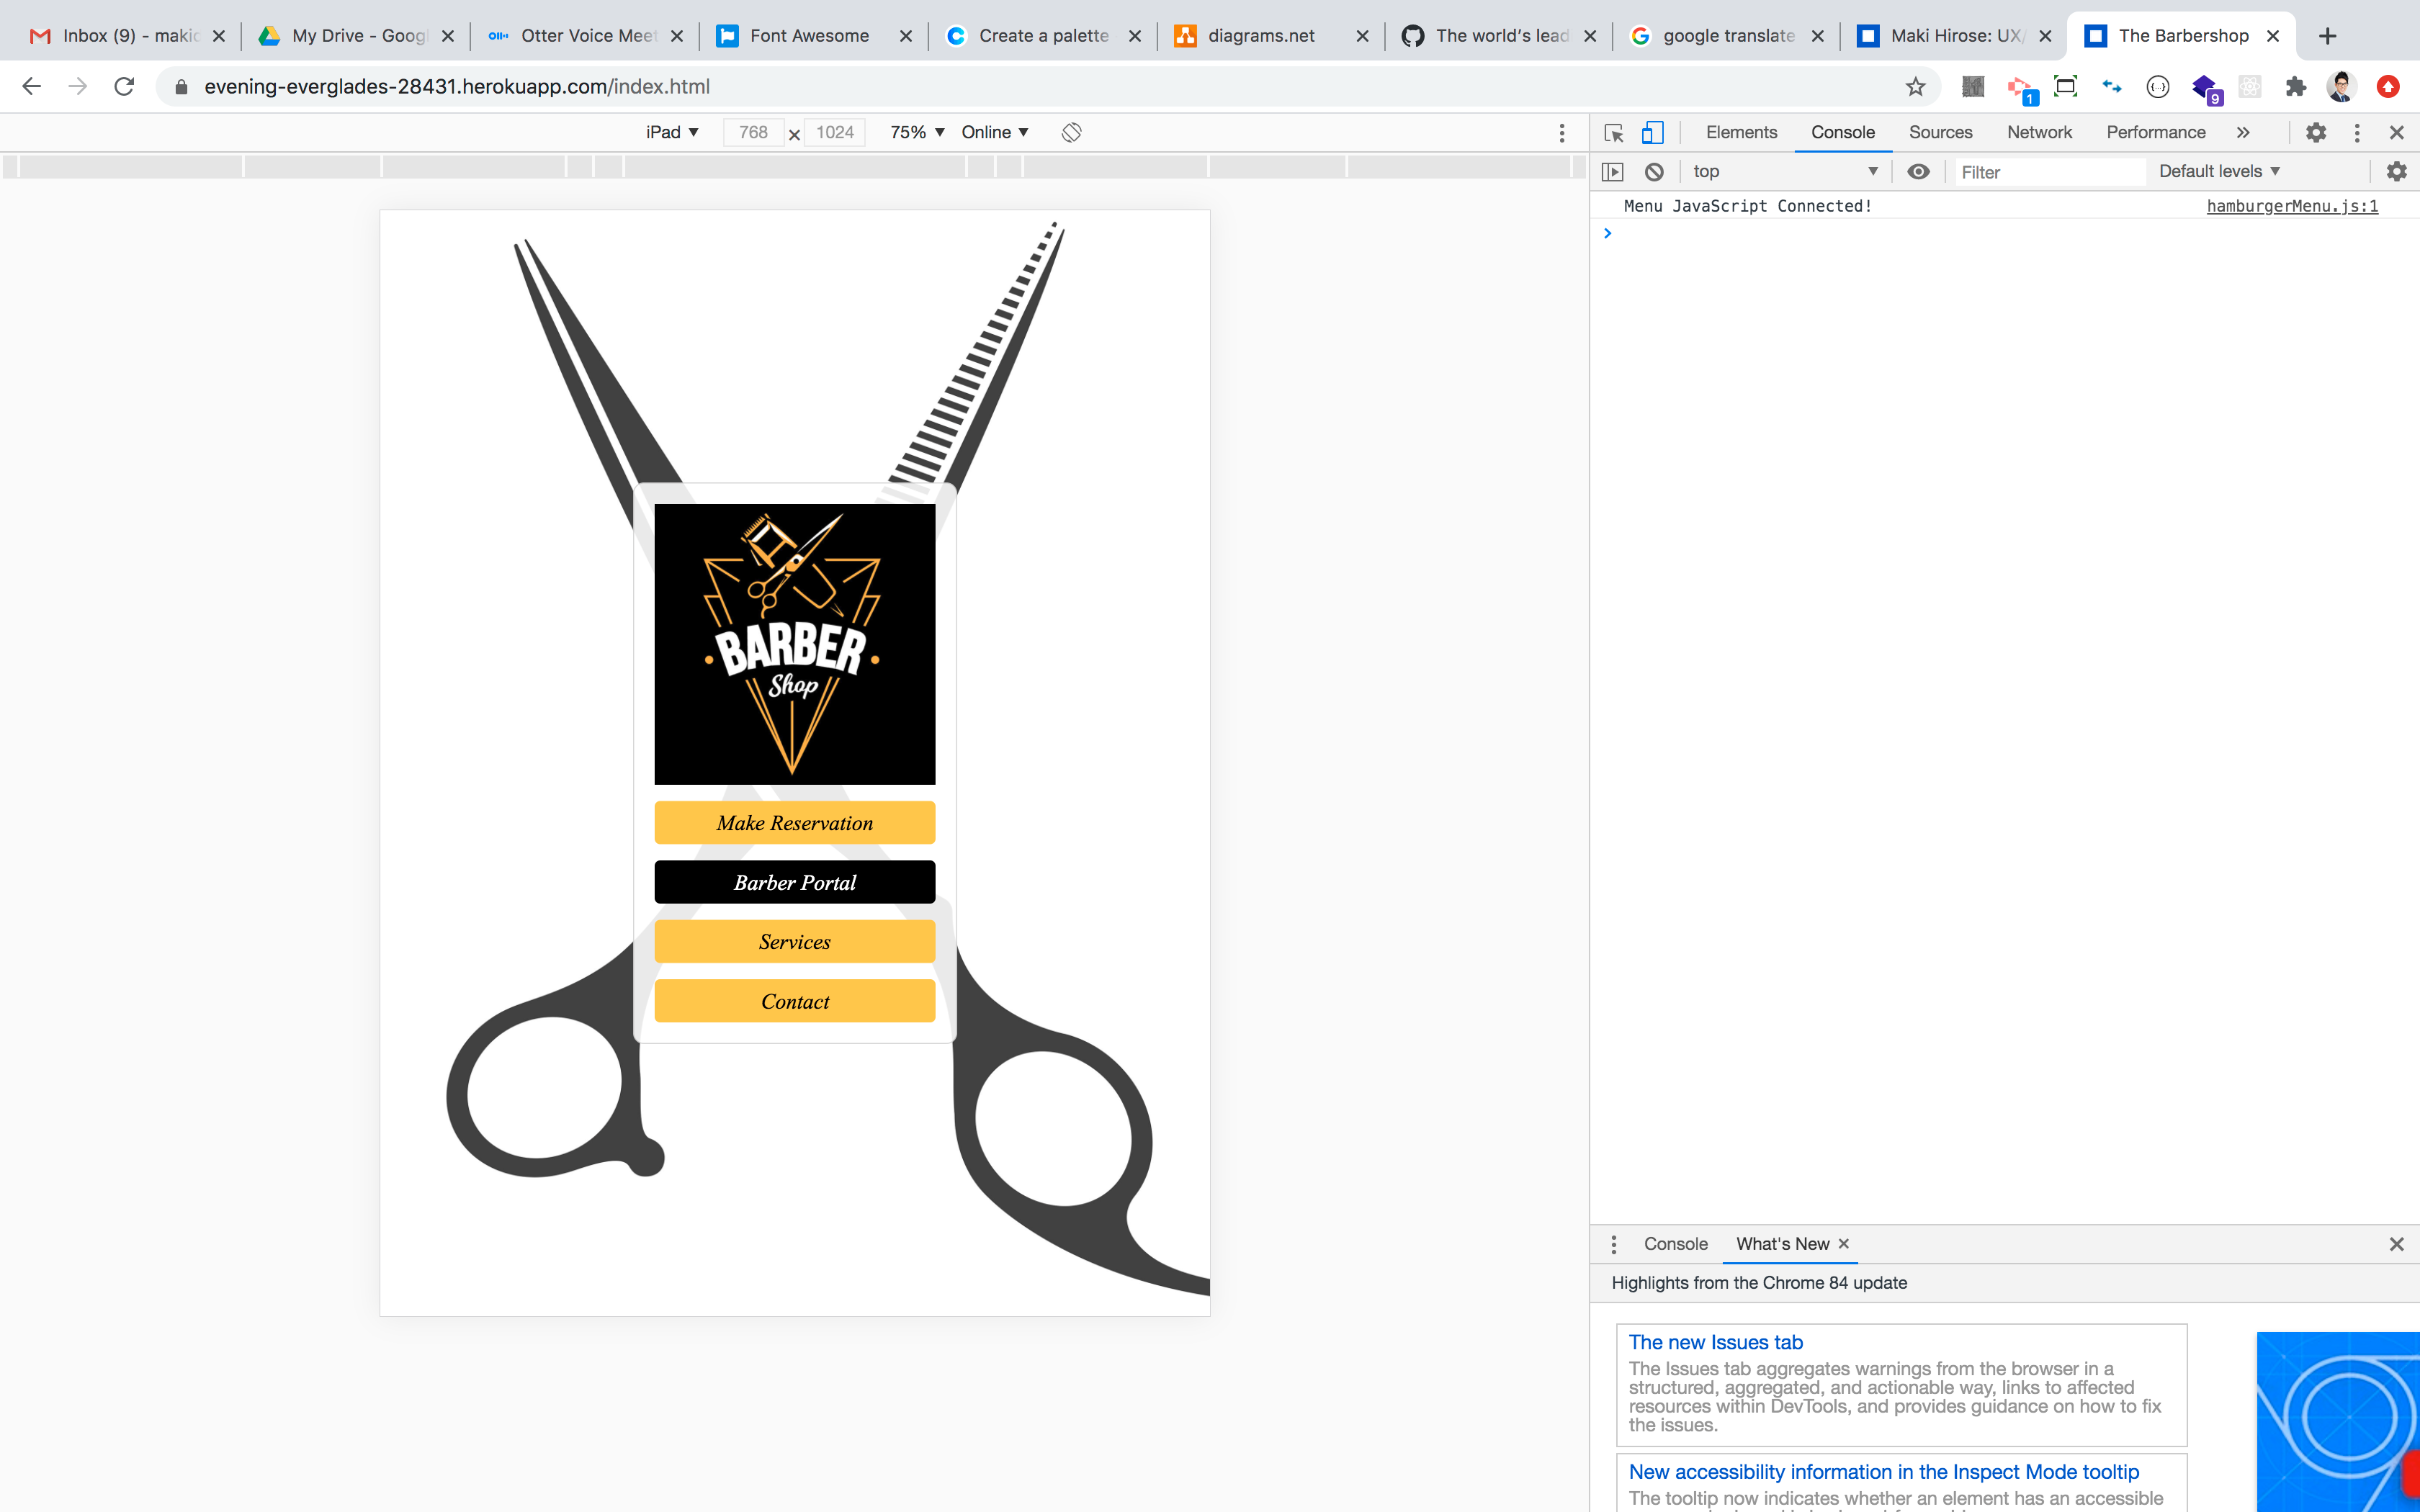 Inbox (9) - makic
My Drive - Googl
Otter Voice Meet
Font Awesome
Create a palette
diagrams.net
The world's lead
google translate
Maki Hirose: UX/
The Barbershop
evening-everglades-28431.herokuapp.com/index.html
1
9
iPad
768
1024
75%
Online
Elements
Console
Sources
Network
Performance
top
Filter
Default levels
Menu JavaScript Connected!
hamburgerMenu.js:1
BARBER
Shop
Make Reservation
Barber Portal
Services
Contact
Console
What's New
Highlights from the Chrome 84 update
The new Issues tab
The Issues tab aggregates warnings from the browser in a
structured, aggregated, and actionable way, links to affected
resources within DevTools, and provides guidance on how to fix
the issues.
New accessibility information in the Inspect Mode tooltip
The tooltip now indicates whether an element has an accessible